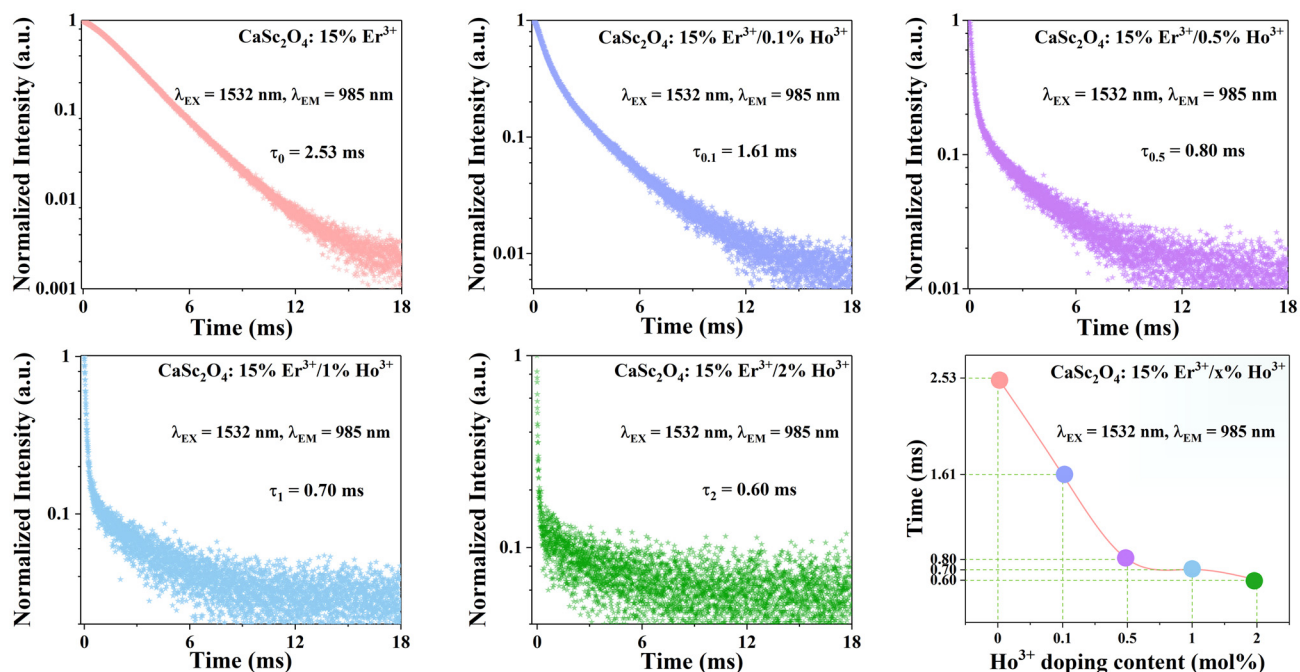 CaSc₂O₄: 15% Er³⁺
λEX = 1532 nm, λEM = 985 nm
τ₀ = 2.53 ms
Normalized Intensity (a.u.)
1
0.1
0.01
0.001
0 6 12 18
Time (ms)
CaSc₂O₄: 15% Er³⁺/0.1% Ho³⁺
λEX = 1532 nm, λEM = 985 nm
τ0.1 = 1.61 ms
Normalized Intensity (a.u.)
1
0.1
0.01
0 6 12 18
Time (ms)
CaSc₂O₄: 15% Er³⁺/0.5% Ho³⁺
λEX = 1532 nm, λEM = 985 nm
τ0.5 = 0.80 ms
Normalized Intensity (a.u.)
1
0.1
0.01
0 6 12 18
Time (ms)
CaSc₂O₄: 15% Er³⁺/1% Ho³⁺
λEX = 1532 nm, λEM = 985 nm
τ₁ = 0.70 ms
Normalized Intensity (a.u.)
1
0.1
0 6 12 18
Time (ms)
CaSc₂O₄: 15% Er³⁺/2% Ho³⁺
λEX = 1532 nm, λEM = 985 nm
τ₂ = 0.60 ms
Normalized Intensity (a.u.)
1
0.1
0 6 12 18
Time (ms)
CaSc₂O₄: 15% Er³⁺/x% Ho³⁺
λEX = 1532 nm, λEM = 985 nm
Time (ms)
2.53
1.61
0.80
0.70
0.60
0 0.1 0.5 1 2
Ho³⁺ doping content (mol%)